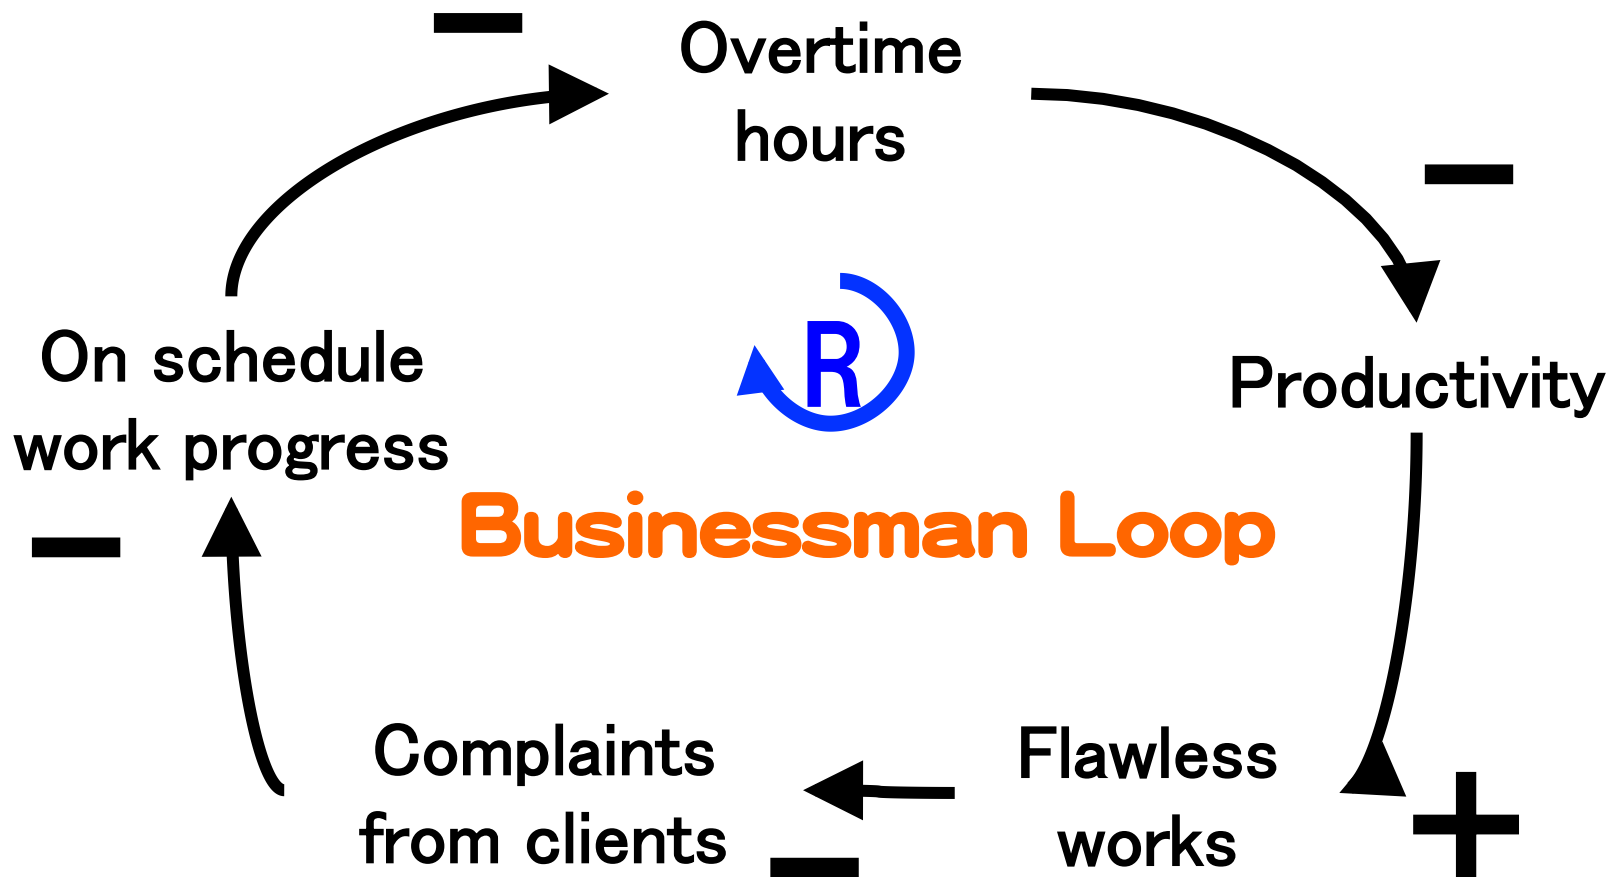 −
Overtime
hours
−
R
On schedule
work progress
Productivity
Businessman Loop
−
Complaints
from clients
−
Flawless
works
+